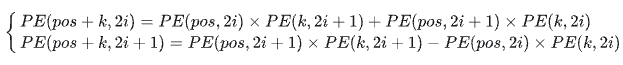 PE(pos + k, 2i) = PE(pos, 2i) × PE(k, 2i + 1) + PE(pos, 2i + 1) × PE(k, 2i)
PE(pos + k, 2i + 1) = PE(pos, 2i + 1) × PE(k, 2i + 1) − PE(pos, 2i) × PE(k, 2i)